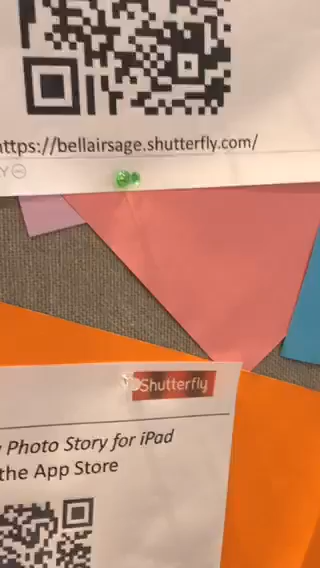 https://bellairsage.shutterfly.com/
Shutterfly
Photo Story for iPad
the App Store